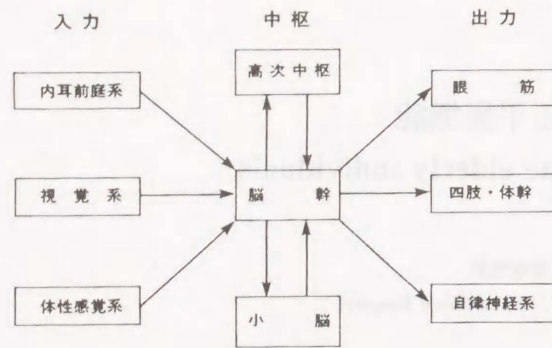 入力 中枢 出力
高次中枢
内耳前庭系 眼筋
視覚系 脳幹 四肢・体幹
体性感覚系 小脳 自律神経系
elderly individuals